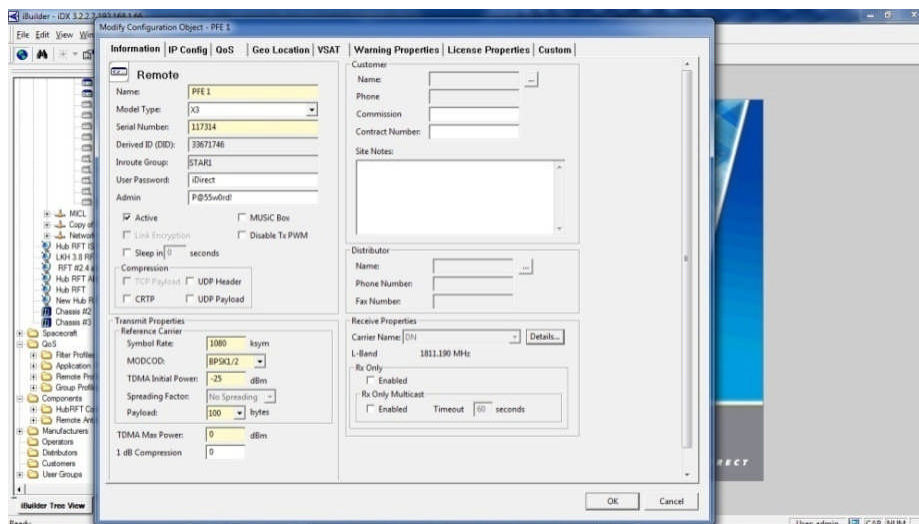 iBuilder - iDX 3.2.2.2
File Edit View
Modify Configuration Object - PFE 1
Information IP Config QoS Geo Location VSAT Warning Properties License Properties Custom
Remote
Name: PFE 1
Model Type: X3
Serial Number: 117314
Derived ID (DID): 33671746
Inroute Group: STAR1
User Password: iDirect
Admin P@55w0rd!
Active MUSiC Box
Link Encryption Disable Tx PWM
Sleep in 0 seconds
Compression
TCP Payload UDP Header
CRTP UDP Payload
Transmit Properties
Reference Carrier
Symbol Rate: 1080 ksym
MODCOD: BPSK1/2
TDMA Initial Power: -25 dBm
Spreading Factor: No Spreading
Payload: 100 bytes
TDMA Max Power: 0 dBm
1 dB Compression 0
Customer
Name: ...
Phone
Commission
Contract Number:
Site Notes:
Distributor
Name: ...
Phone Number:
Fax Number:
Receive Properties
Carrier Name: DN Details...
L-Band 1811.190 MHz
Rx Only
Enabled
Rx Only Multicast
Enabled Timeout 60 seconds
OK Cancel
MCL
Copy of
Network
Hub RFT IS
LKH 3.8 RF
RFT #2.4
Hub RFT
Hub RFT
New Hub R
Chassis #2
Chassis #3
Spacecraft
QoS
Filter Profile
Application
Remote Pro
Group Profi
Components
HubRFT Co
Remote Ant
Manufacturers
Operators
Distributors
Customers
User Groups
iBuilder Tree View
Ready
RECT
User: admin CAP NUM